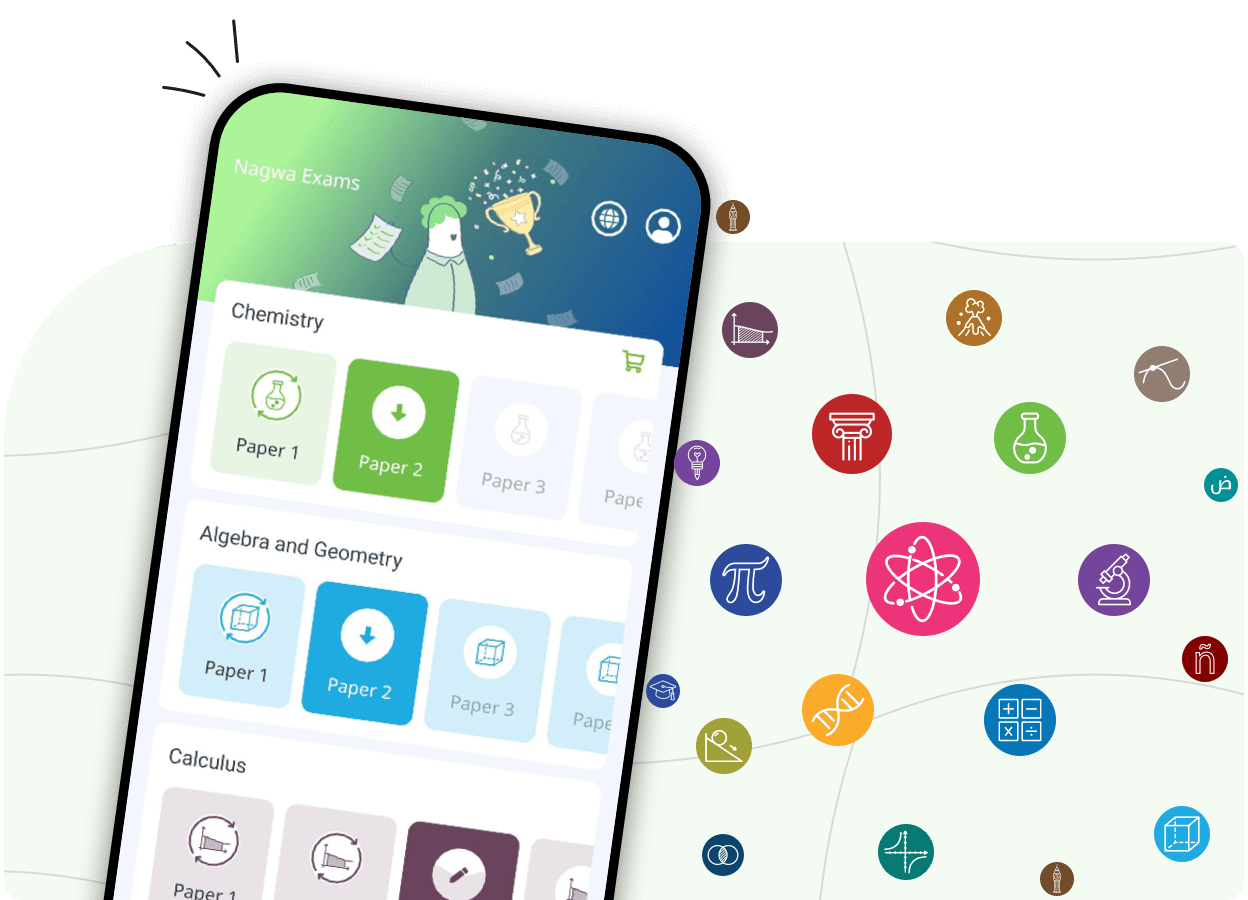 Nagwa Exams
Chemistry
Paper 1
Paper 2
Paper 3
Pape
Algebra and Geometry
Paper 1
Paper 2
Paper 3
Pape
Calculus
Paper 1
π
ض
ñ
+ −
x ÷